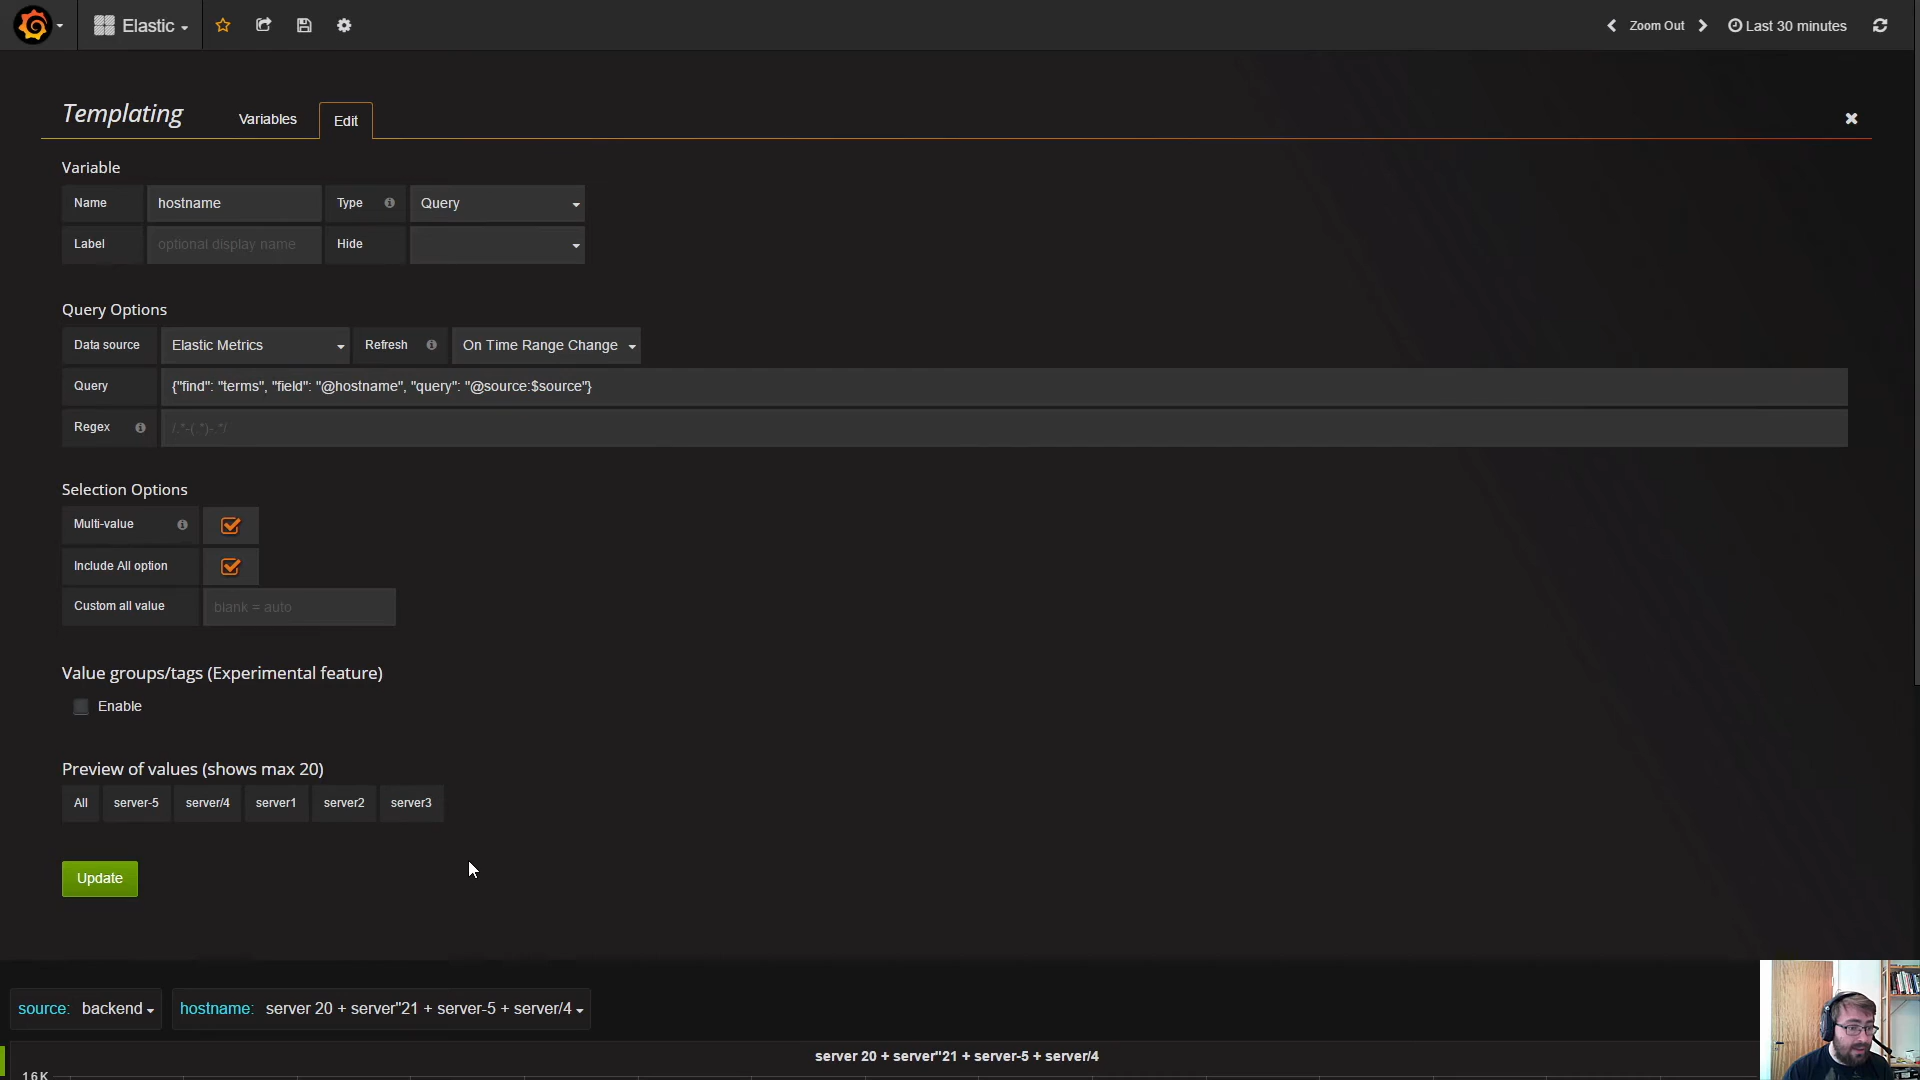 Elastic
Zoom Out
Last 30 minutes
Templating
Variables
Edit
Variable
Name
hostname
Type
Query
Label
optional display name
Hide
Query Options
Data source
Elastic Metrics
Refresh
On Time Range Change
Query
{"find": "terms", "field": "@hostname", "query": "@source:$source"}
Regex
/.*-(.*)-.*/
Selection Options
Multi-value
Include All option
Custom all value
blank = auto
Value groups/tags (Experimental feature)
Enable
Preview of values (shows max 20)
All
server-5
server/4
server1
server2
server3
Update
source:
backend
hostname:
server 20 + server"21 + server-5 + server/4
server 20 + server"21 + server-5 + server/4
16K